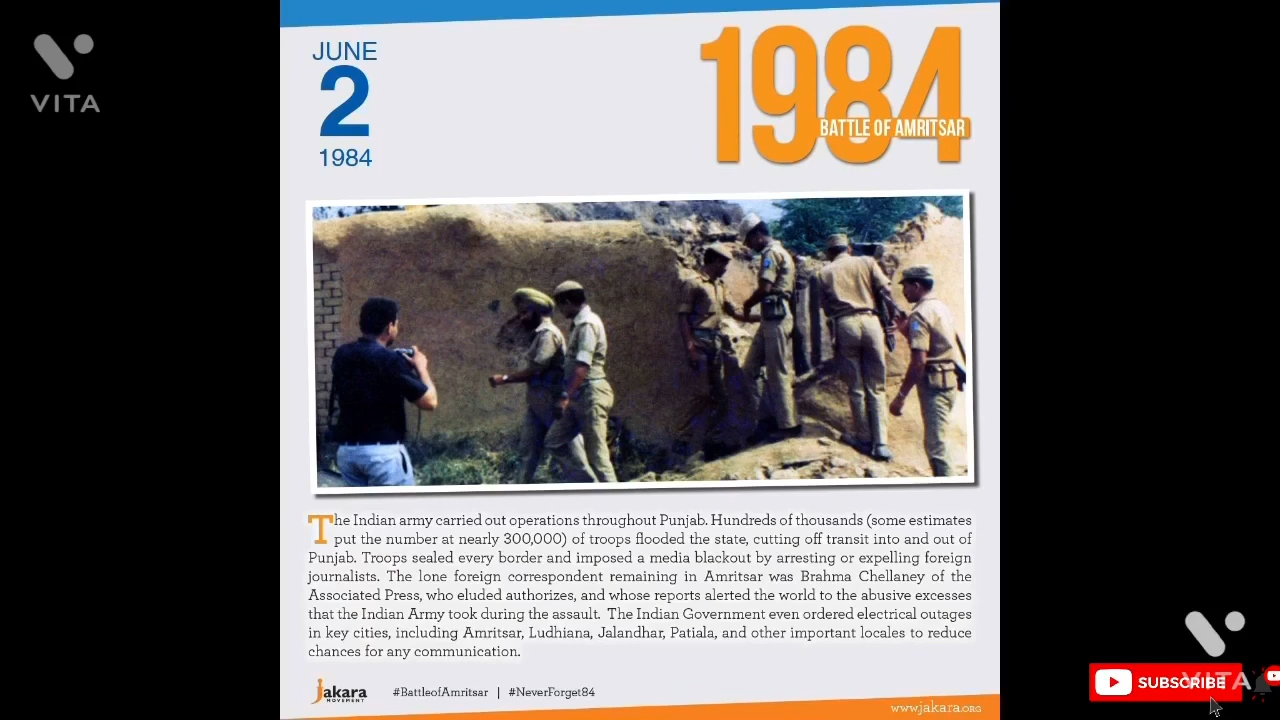 VITA
JUNE
2
1984
1984
BATTLE OF AMRITSAR
The Indian army carried out operations throughout Punjab. Hundreds of thousands (some estimates
put the number at nearly 300,000) of troops flooded the state, cutting off transit into and out of
Punjab. Troops sealed every border and imposed a media blackout by arresting or expelling foreign
journalists. The lone foreign correspondent remaining in Amritsar was Brahma Chellaney of the
Associated Press, who eluded authorizes, and whose reports alerted the world to the abusive excesses
that the Indian Army took during the assault. The Indian Government even ordered electrical outages
in key cities, including Amritsar, Ludhiana, Jalandhar, Patiala, and other important locales to reduce
chances for any communication.
Jakara
MOVEMENT
#BattleofAmritsar | #NeverForget84
www.jakara.ORG
VITA
SUBSCRIBE